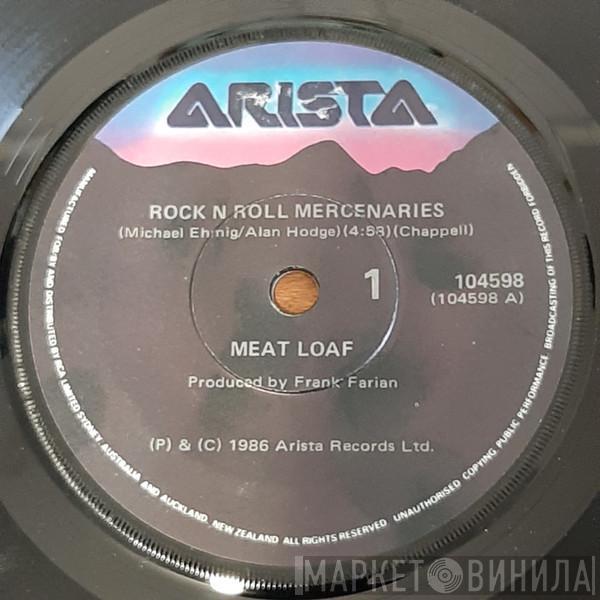 ARISTA
ROCK N ROLL MERCENARIES
(Michael Ehmig/Alan Hodge)(4:58)(Chappell)
1
104598
(104598 A)
MEAT LOAF
Produced by Frank Farian
(P) & (C) 1986 Arista Records Ltd.
MANUFACTURED FOR/BY AND DISTRIBUTED BY RCA LIMITED SYDNEY AUSTRALIA AND AUCKLAND, NEW ZEALAND ALL RIGHTS RESERVED UNAUTHORISED COPYING PUBLIC PERFORMANCE BROADCASTING OF THIS RECORD FORBIDDEN
МАРКЕТ ВИНИЛА